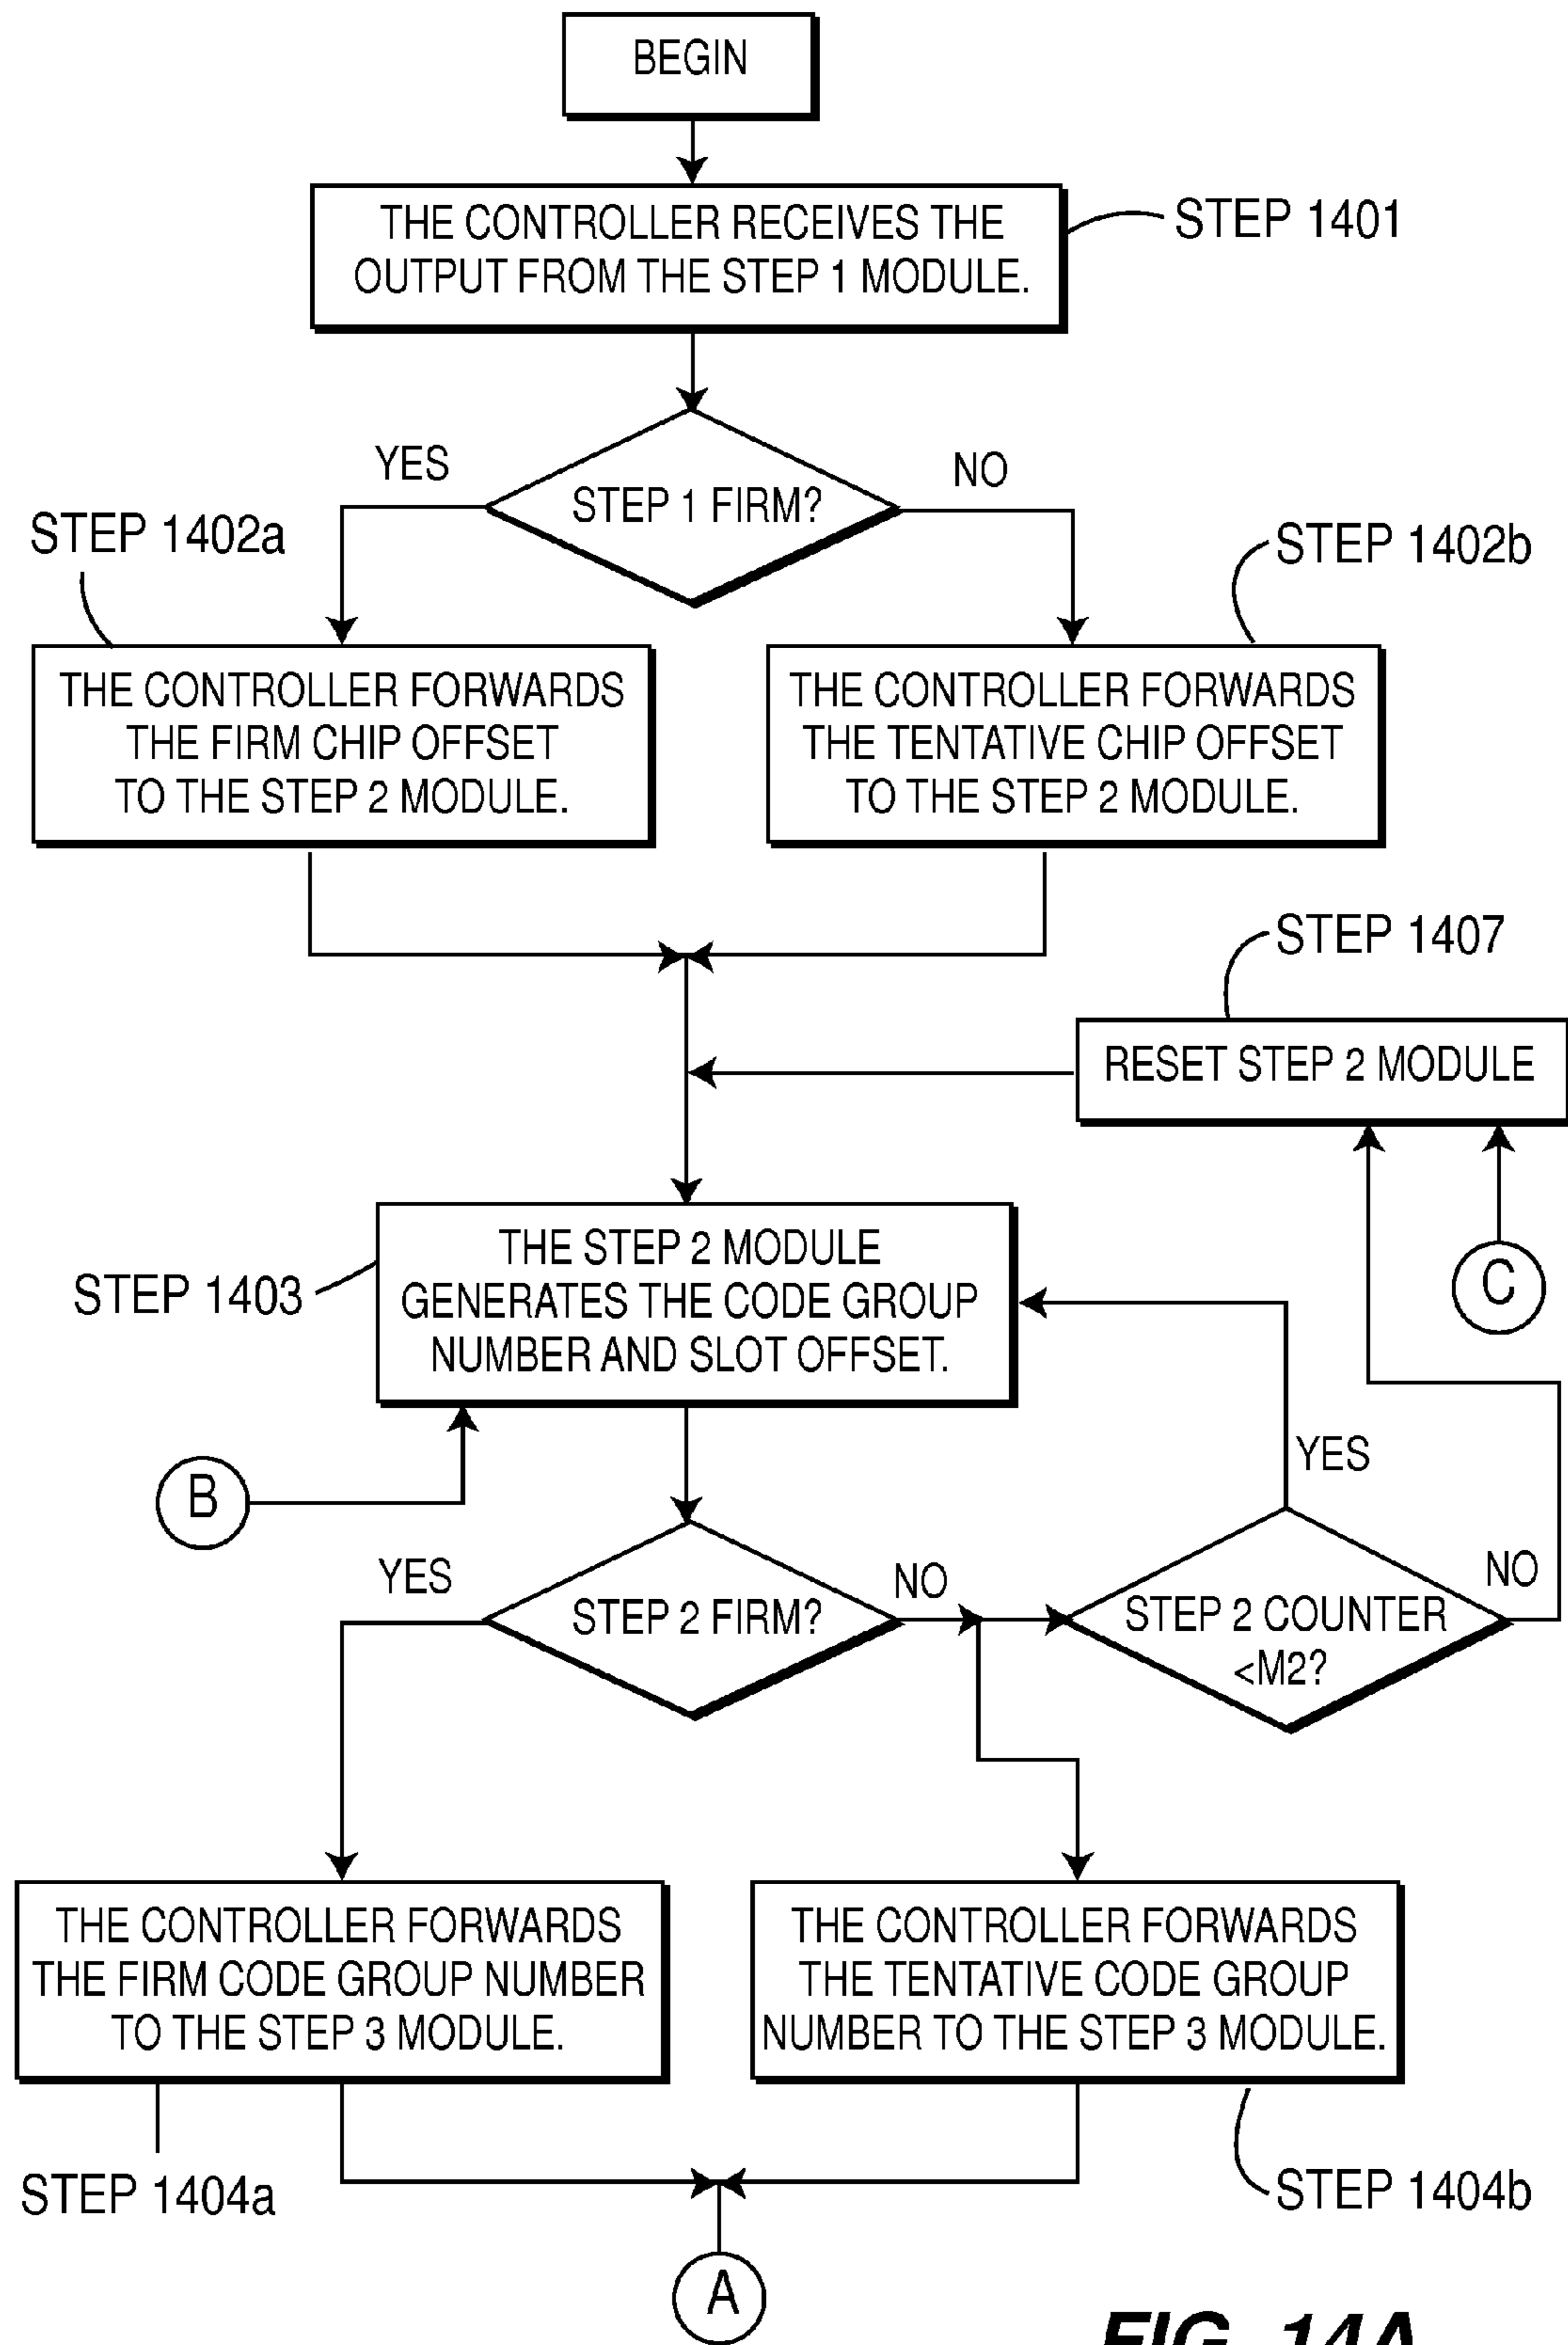 BEGIN
THE CONTROLLER RECEIVES THE
OUTPUT FROM THE STEP 1 MODULE.
STEP 1401
YES
NO
STEP 1 FIRM?
STEP 1402a
STEP 1402b
THE CONTROLLER FORWARDS
THE FIRM CHIP OFFSET
TO THE STEP 2 MODULE.
THE CONTROLLER FORWARDS
THE TENTATIVE CHIP OFFSET
TO THE STEP 2 MODULE.
STEP 1407
RESET STEP 2 MODULE
THE STEP 2 MODULE
GENERATES THE CODE GROUP
NUMBER AND SLOT OFFSET.
STEP 1403
C
B
YES
YES
NO
NO
STEP 2 FIRM?
STEP 2 COUNTER
<M2?
THE CONTROLLER FORWARDS
THE FIRM CODE GROUP NUMBER
TO THE STEP 3 MODULE.
THE CONTROLLER FORWARDS
THE TENTATIVE CODE GROUP
NUMBER TO THE STEP 3 MODULE.
STEP 1404a
STEP 1404b
A
FIG. 14A